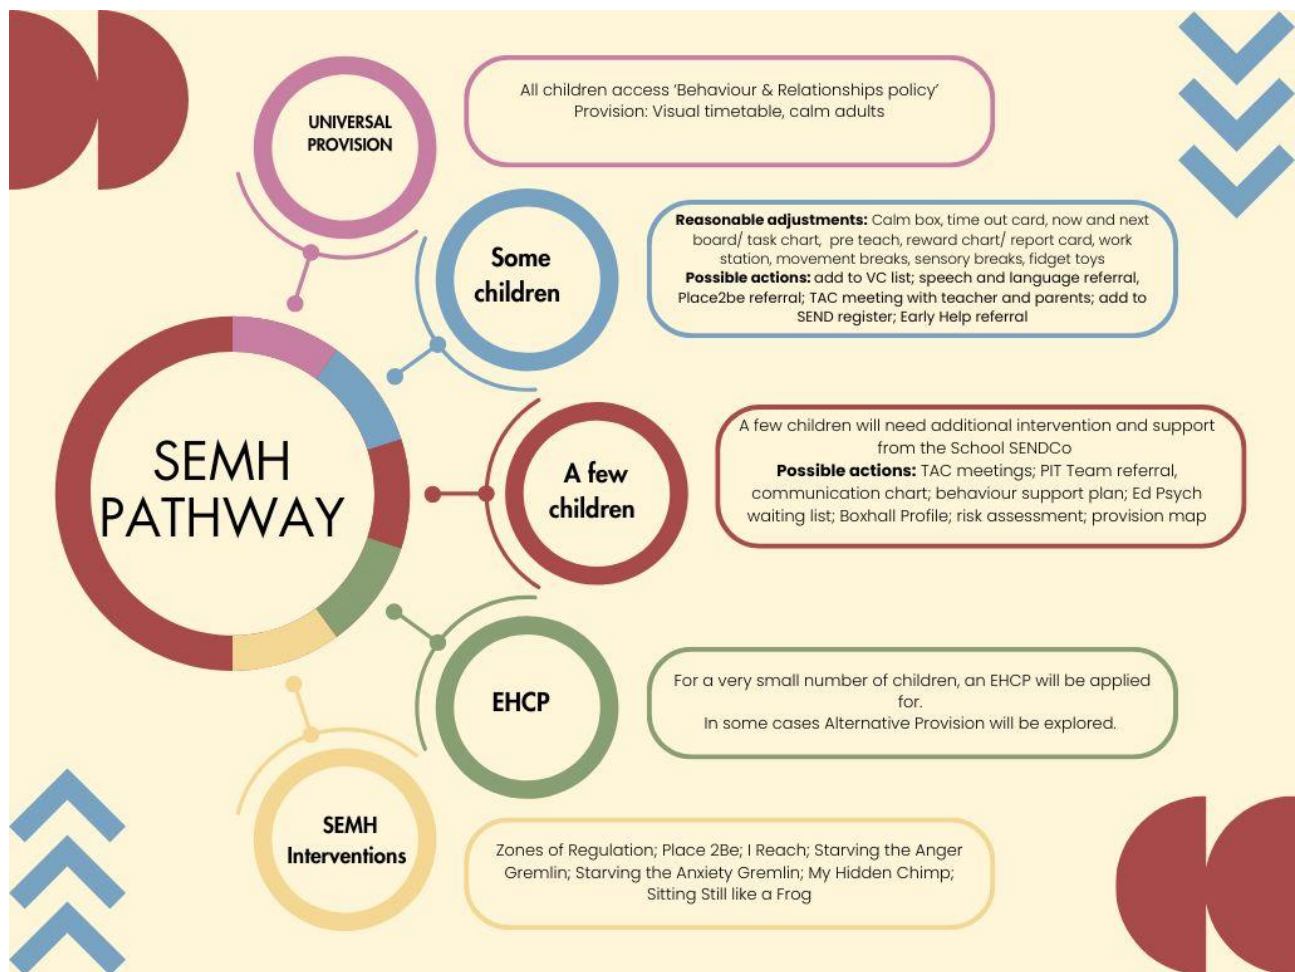 UNIVERSAL
PROVISION
All children access ‘Behaviour & Relationships policy’
Provision: Visual timetable, calm adults
Some
children
Reasonable adjustments: Calm box, time out card, now and next
board/ task chart, pre teach, reward chart/ report card, work
station, movement breaks, sensory breaks, fidget toys
Possible actions: add to VC list; speech and language referral,
Place2be referral; TAC meeting with teacher and parents; add to
SEND register; Early Help referral
SEMH
PATHWAY
A few
children
A few children will need additional intervention and support
from the School SENDCo
Possible actions: TAC meetings; PIT Team referral,
communication chart; behaviour support plan; Ed Psych
waiting list; Boxhall Profile; risk assessment; provision map
EHCP
For a very small number of children, an EHCP will be applied
for.
In some cases Alternative Provision will be explored.
SEMH
Interventions
Zones of Regulation; Place 2Be; I Reach; Starving the Anger
Gremlin; Starving the Anxiety Gremlin; My Hidden Chimp;
Sitting Still like a Frog